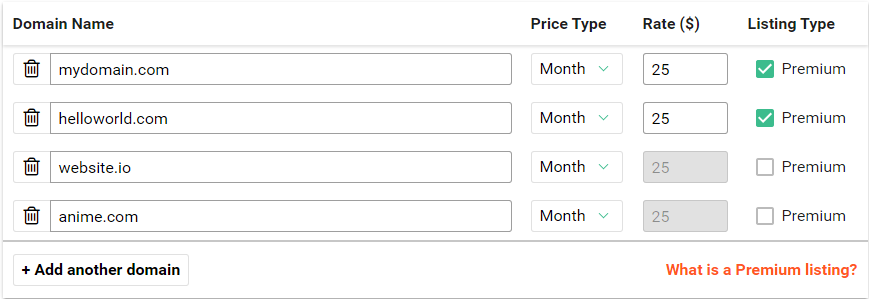 Domain Name Price Type Rate ($) Listing Type
mydomain.com Month 25 Premium
helloworld.com Month 25 Premium
website.io Month 25 Premium
anime.com Month 25 Premium
+ Add another domain What is a Premium listing?